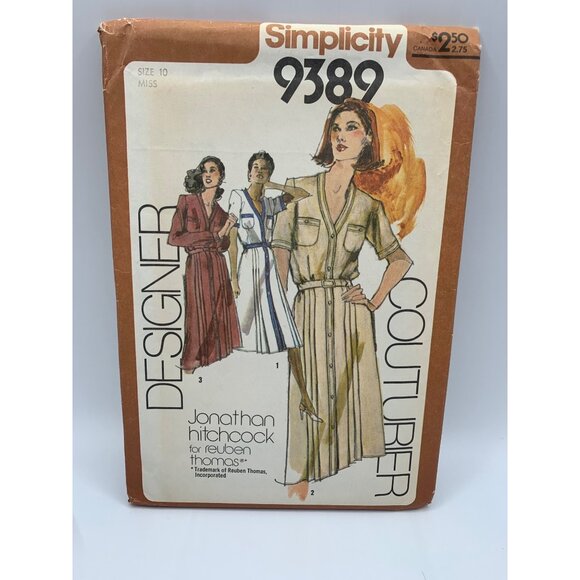 Simplicity
$2.50
CANADA 2.75
9389
SIZE 10
MISS
DESIGNER
COUTURIER
3
1
2
Jonathan
hitchcock
for reuben
thomas℠*
*Trademark of Reuben Thomas,
Incorporated